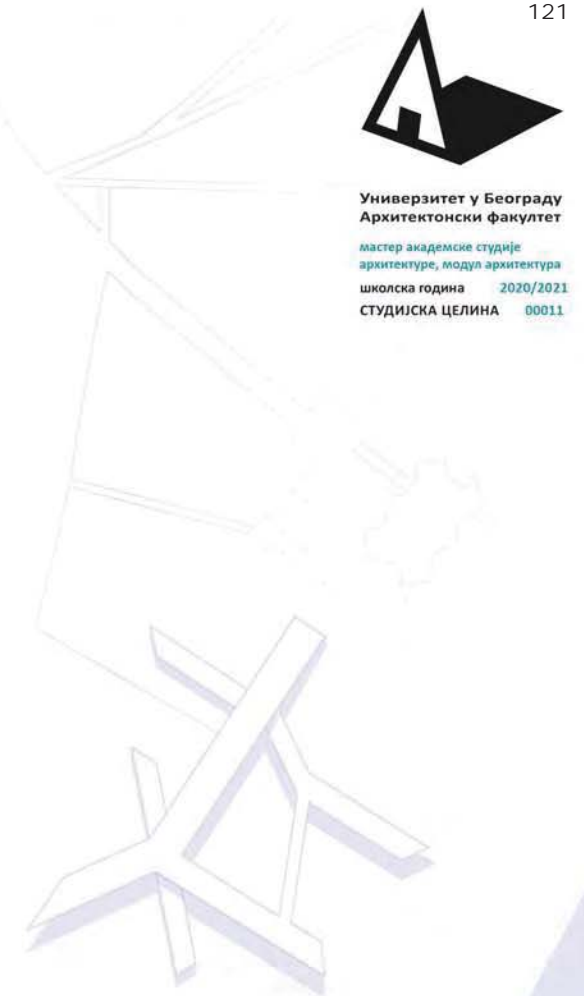 121
Универзитет у Београду
Архитектонски факултет
мастер академске студије
архитектуре, модул архитектура
школска година 2020/2021
СТУДИЈСКА ЦЕЛИНА 00011